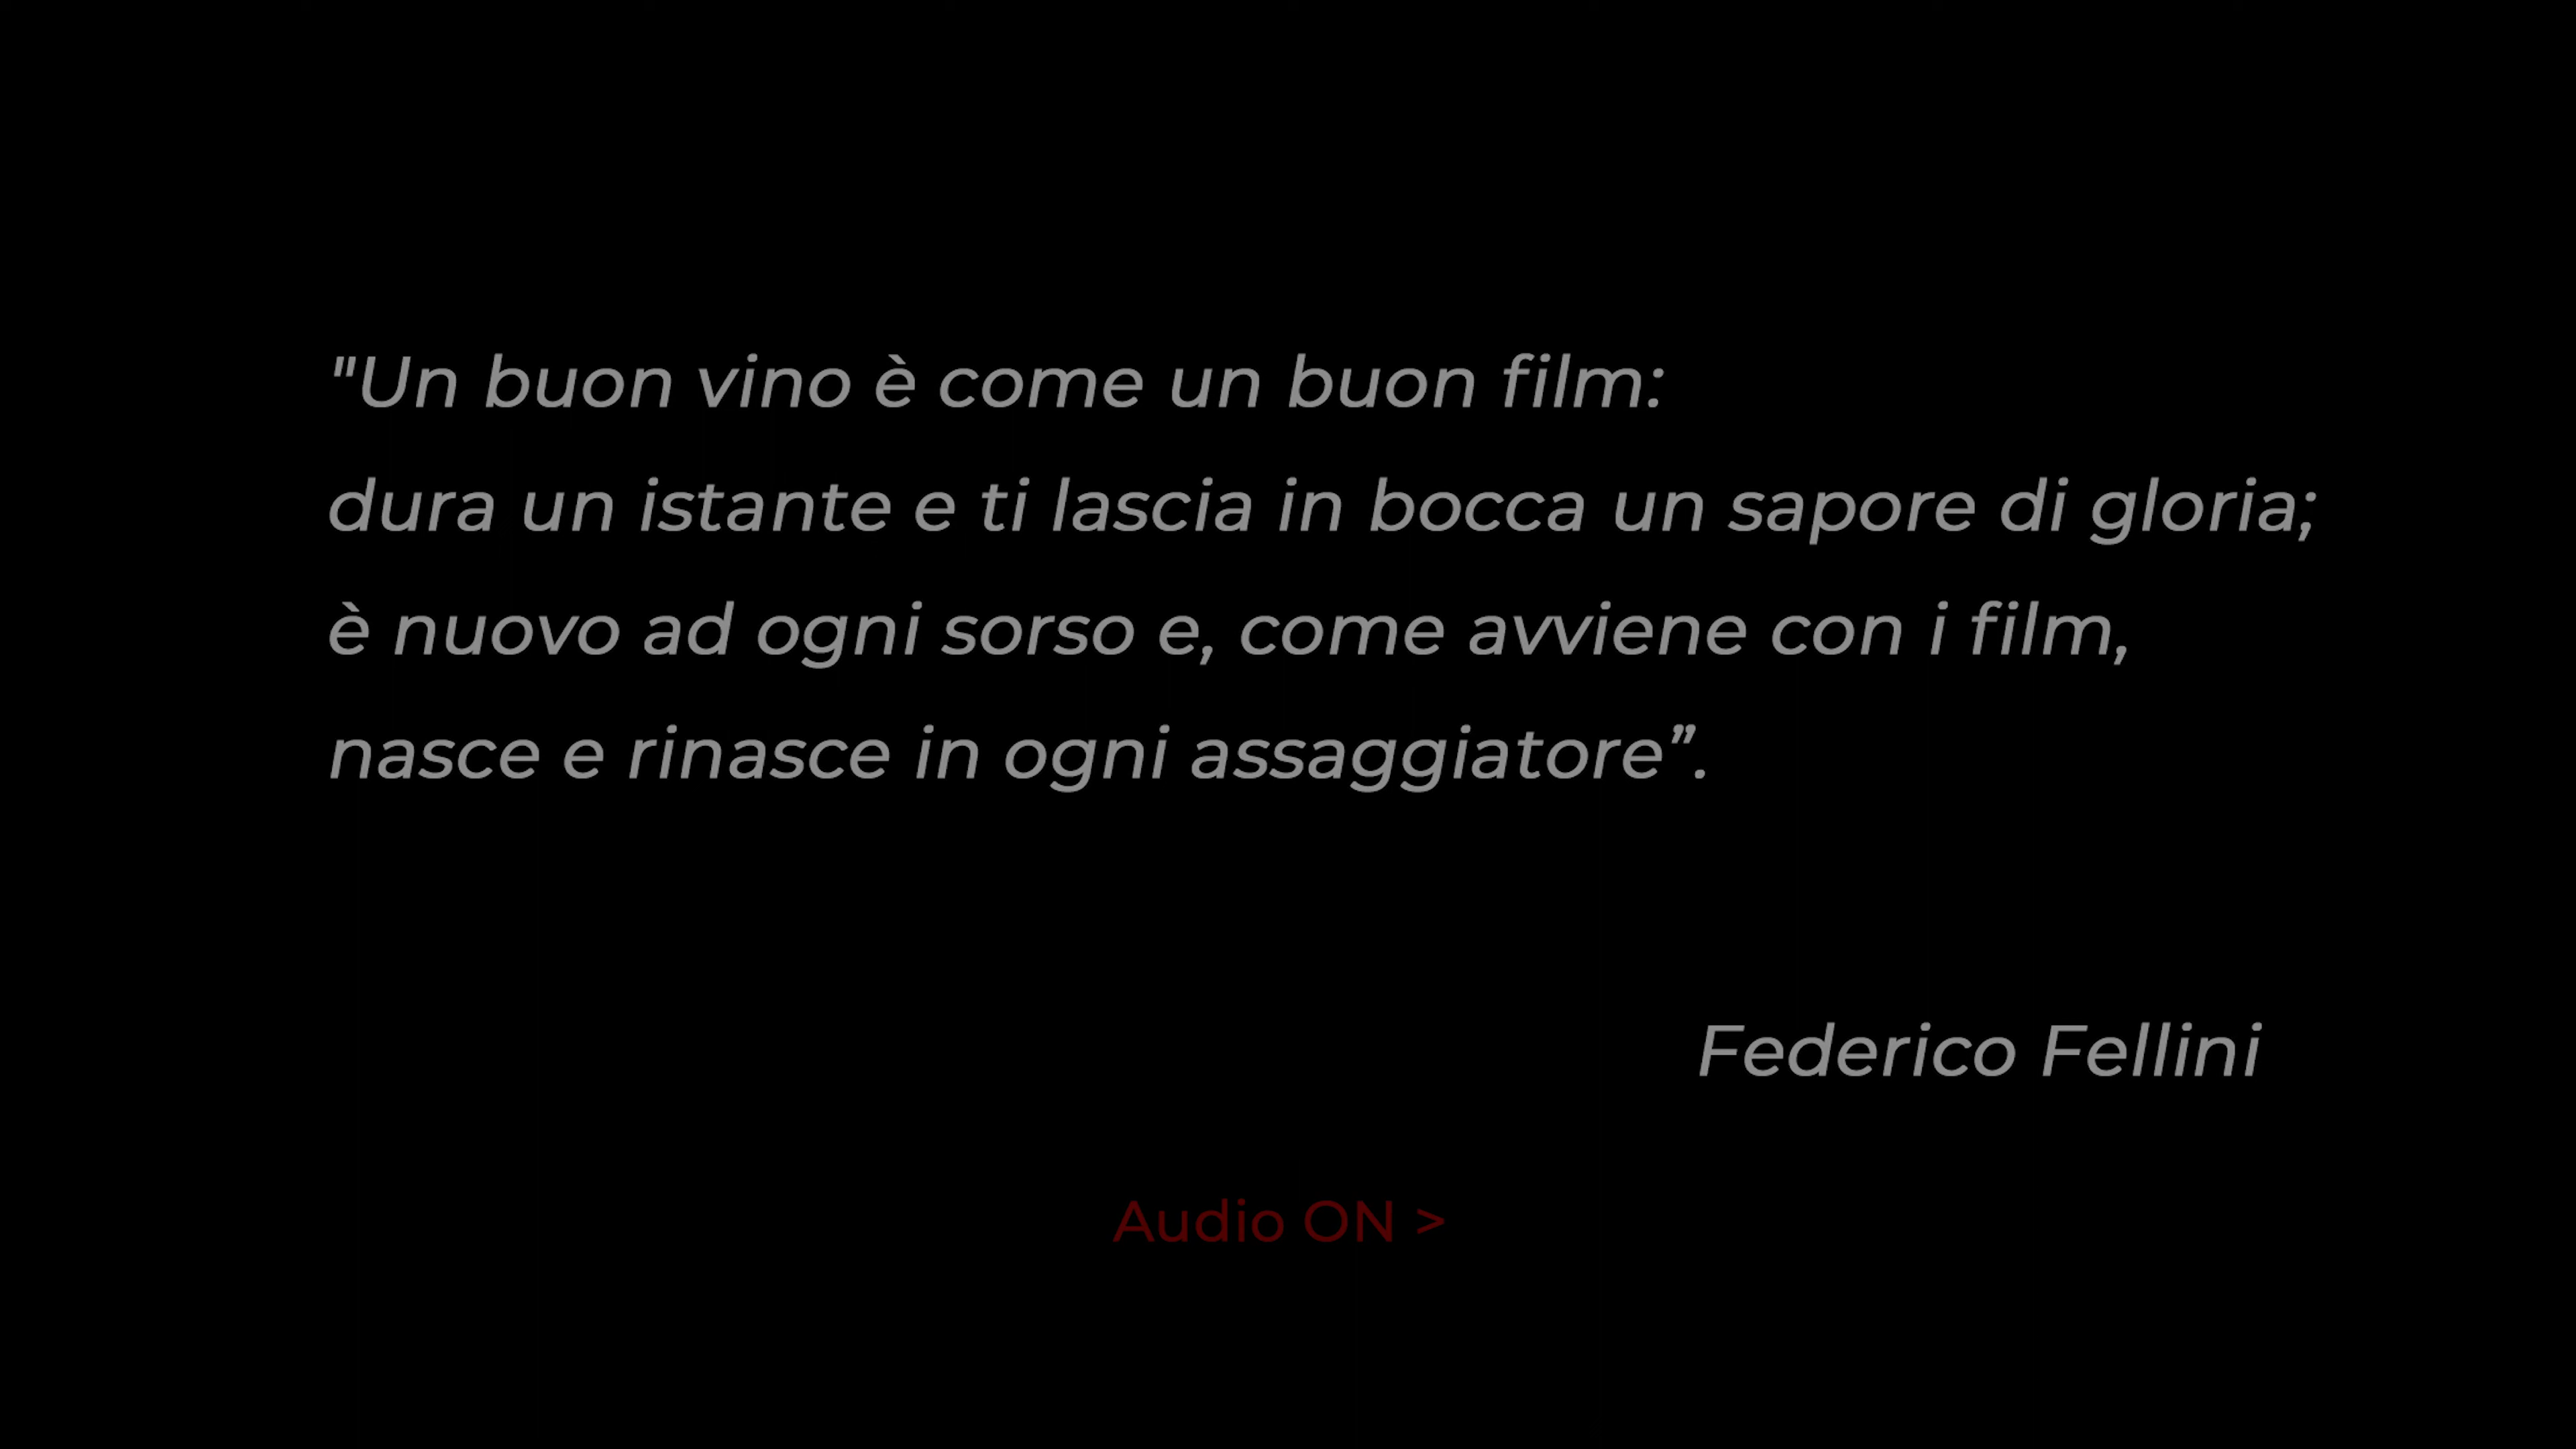 "Un buon vino è come un buon film:
dura un istante e ti lascia in bocca un sapore di gloria;
è nuovo ad ogni sorso e, come avviene con i film,
nasce e rinasce in ogni assaggiatore”.
Federico Fellini
Audio ON >